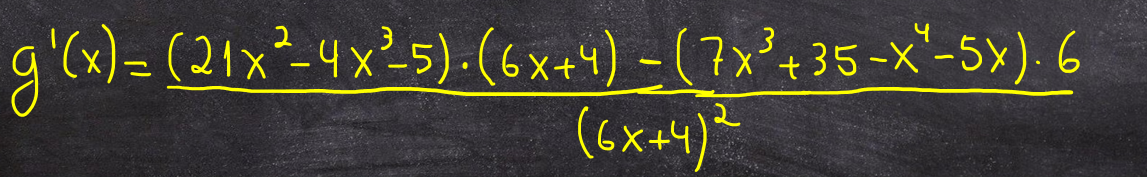 g'(x)= (21x²-4x³-5)·(6x+4) - (7x³+35-x⁴-5x)·6
(6x+4)²